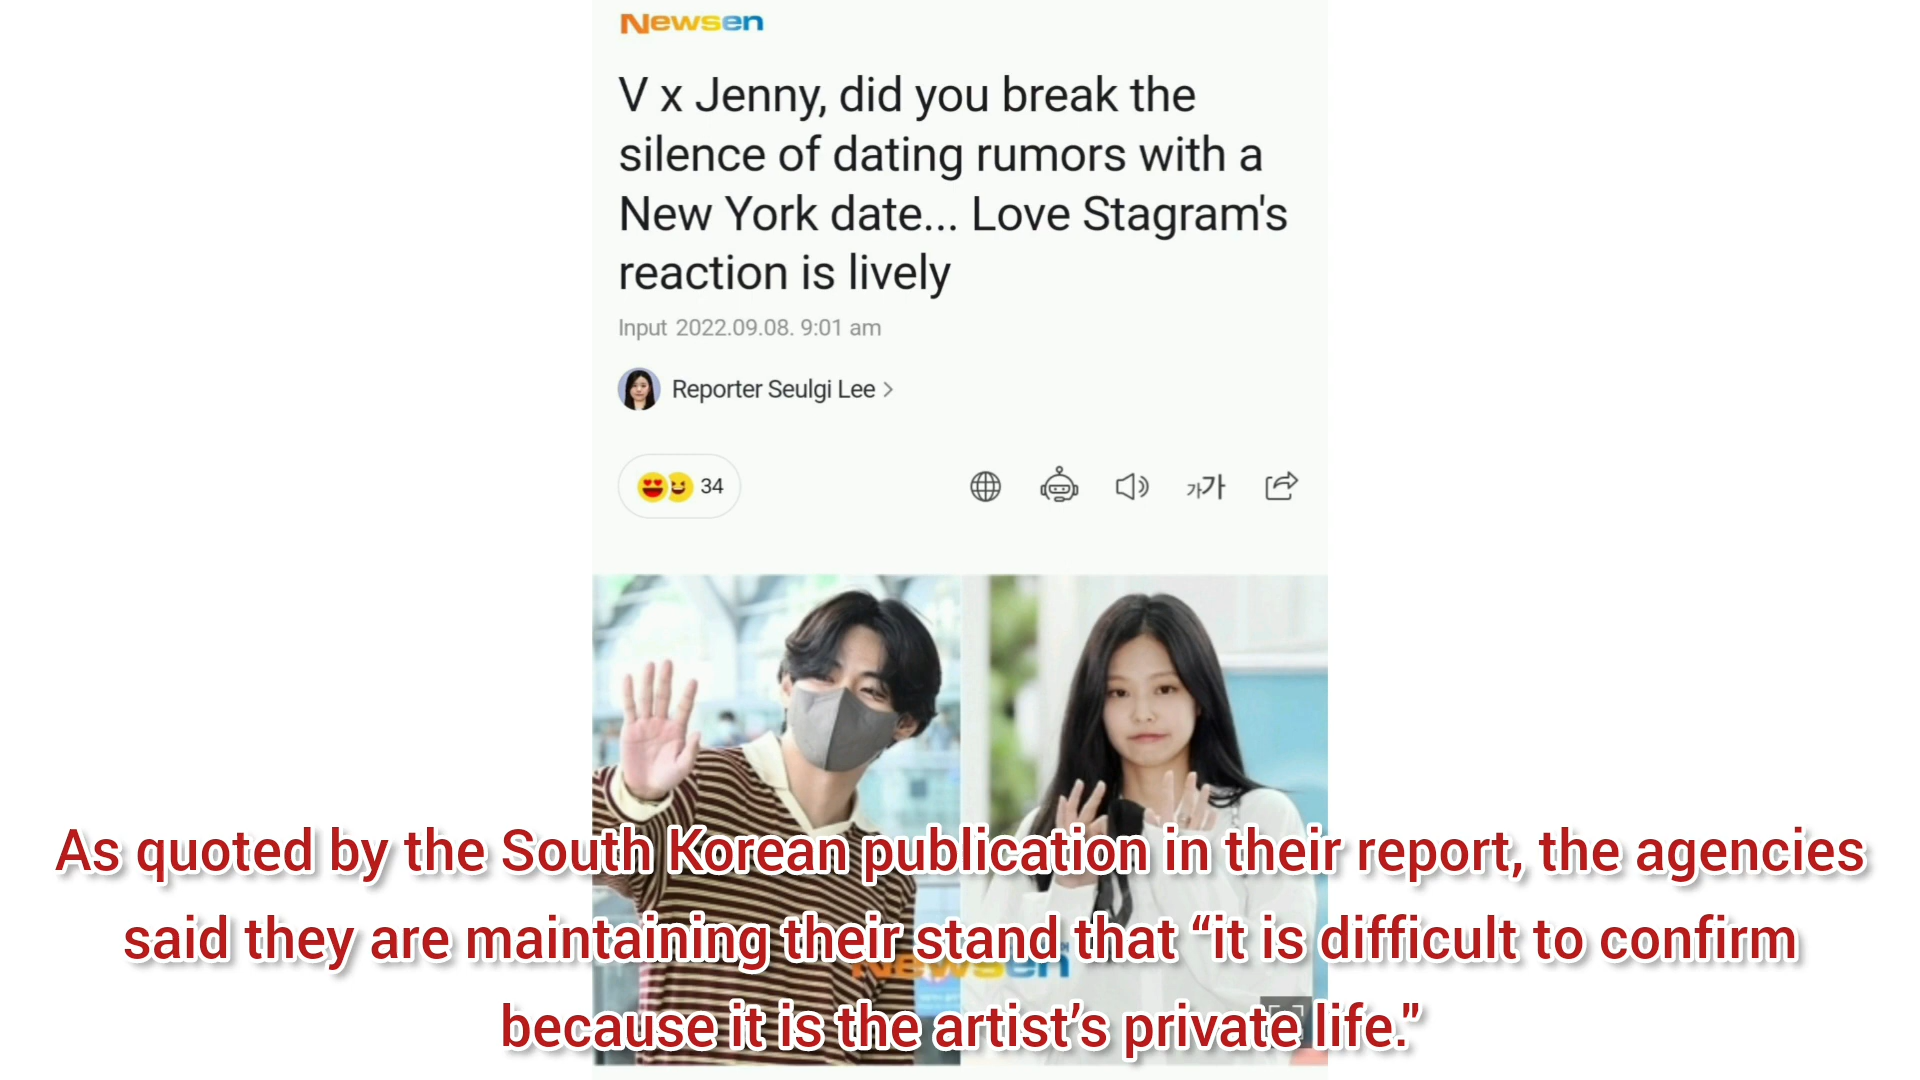 Newsen
V x Jenny, did you break the
silence of dating rumors with a
New York date... Love Stagram's
reaction is lively
Input 2022.09.08. 9:01 am
Reporter Seulgi Lee >
34
가가
As quoted by the South Korean publication in their report, the agencies
said they are maintaining their stand that “it is difficult to confirm
Newsen
because it is the artist’s private life.”